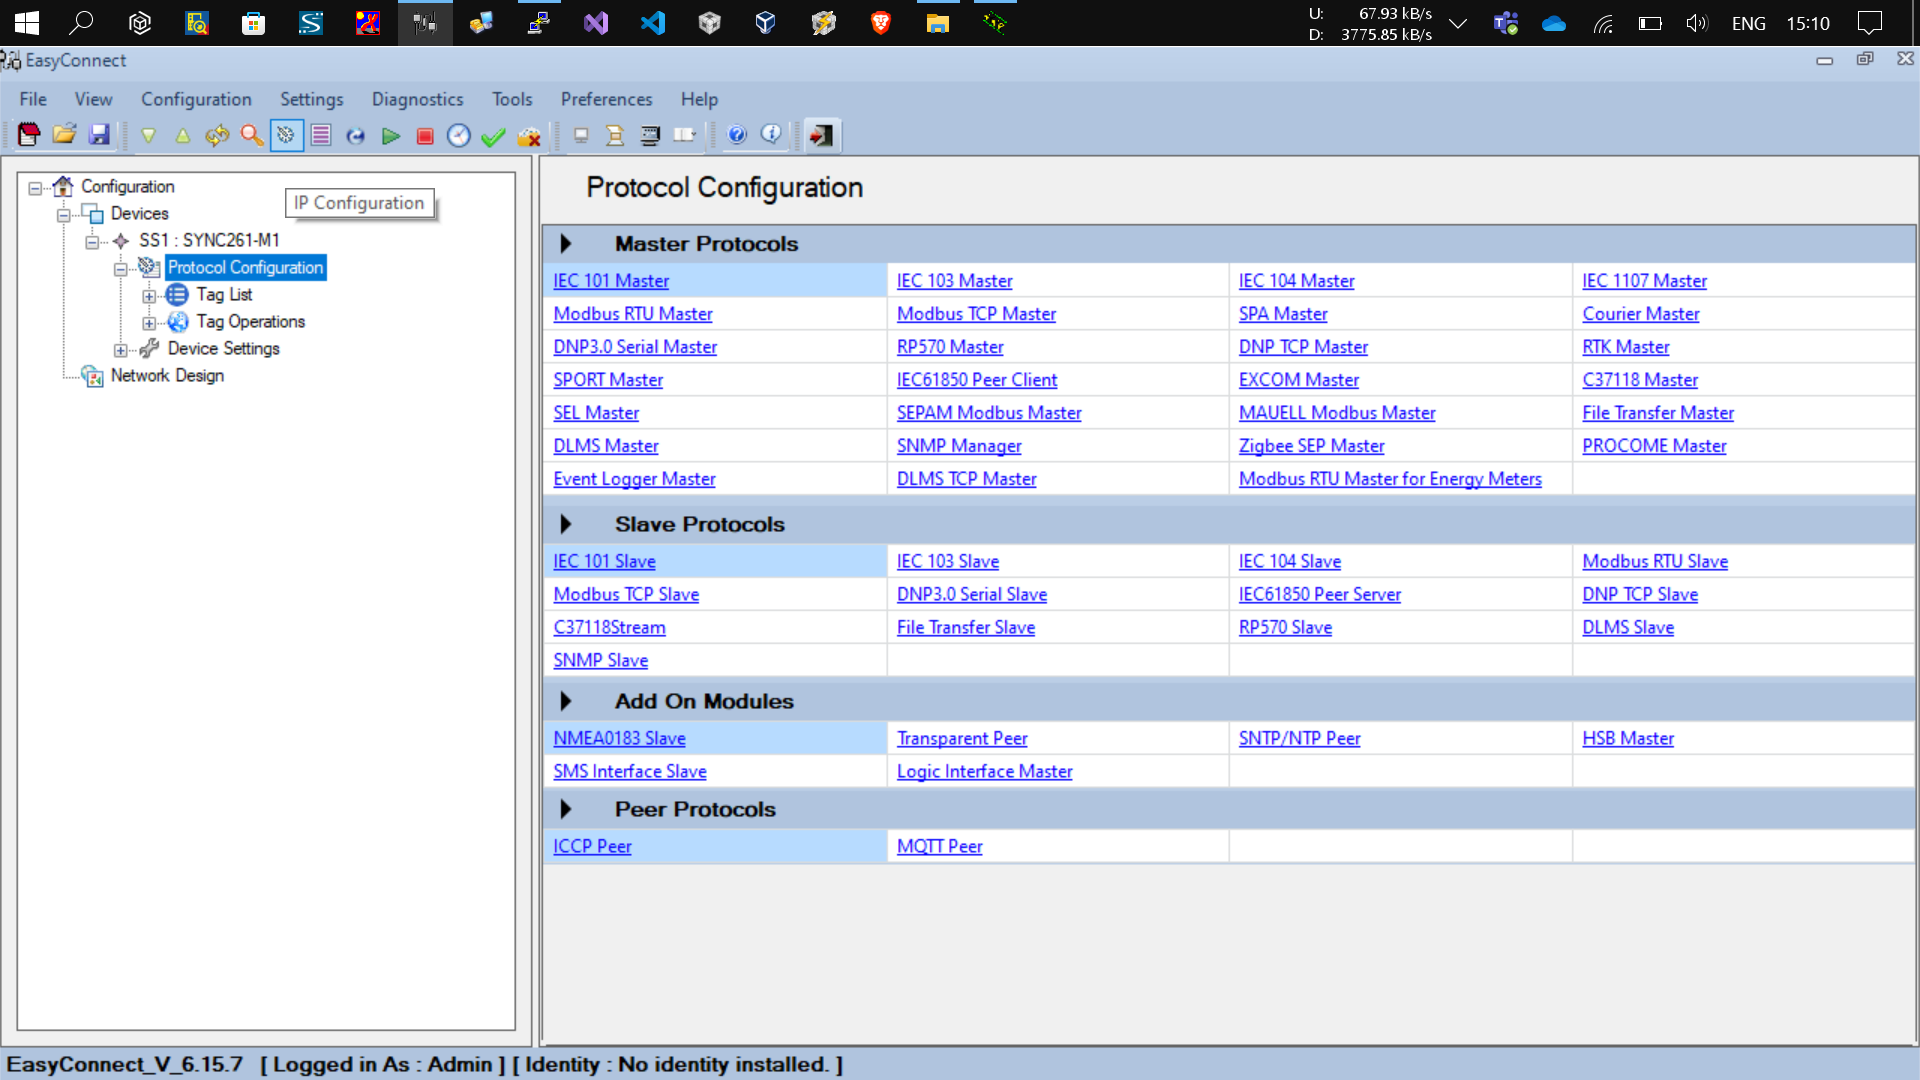 U: 67.93 kB/s
D: 3775.85 kB/s
ENG 15:10
EasyConnect
File View Configuration Settings Diagnostics Tools Preferences Help
Configuration
IP Configuration
Devices
SS1 : SYNC261-M1
Protocol Configuration
Tag List
Tag Operations
Device Settings
Network Design
Protocol Configuration
Master Protocols
IEC 101 Master IEC 103 Master IEC 104 Master IEC 1107 Master
Modbus RTU Master Modbus TCP Master SPA Master Courier Master
DNP3.0 Serial Master RP570 Master DNP TCP Master RTK Master
SPORT Master IEC61850 Peer Client EXCOM Master C37118 Master
SEL Master SEPAM Modbus Master MAUELL Modbus Master File Transfer Master
DLMS Master SNMP Manager Zigbee SEP Master PROCOME Master
Event Logger Master DLMS TCP Master Modbus RTU Master for Energy Meters
Slave Protocols
IEC 101 Slave IEC 103 Slave IEC 104 Slave Modbus RTU Slave
Modbus TCP Slave DNP3.0 Serial Slave IEC61850 Peer Server DNP TCP Slave
C37118Stream File Transfer Slave RP570 Slave DLMS Slave
SNMP Slave
Add On Modules
NMEA0183 Slave Transparent Peer SNTP/NTP Peer HSB Master
SMS Interface Slave Logic Interface Master
Peer Protocols
ICCP Peer MQTT Peer
EasyConnect_V_6.15.7 [ Logged in As : Admin ] [ Identity : No identity installed. ]